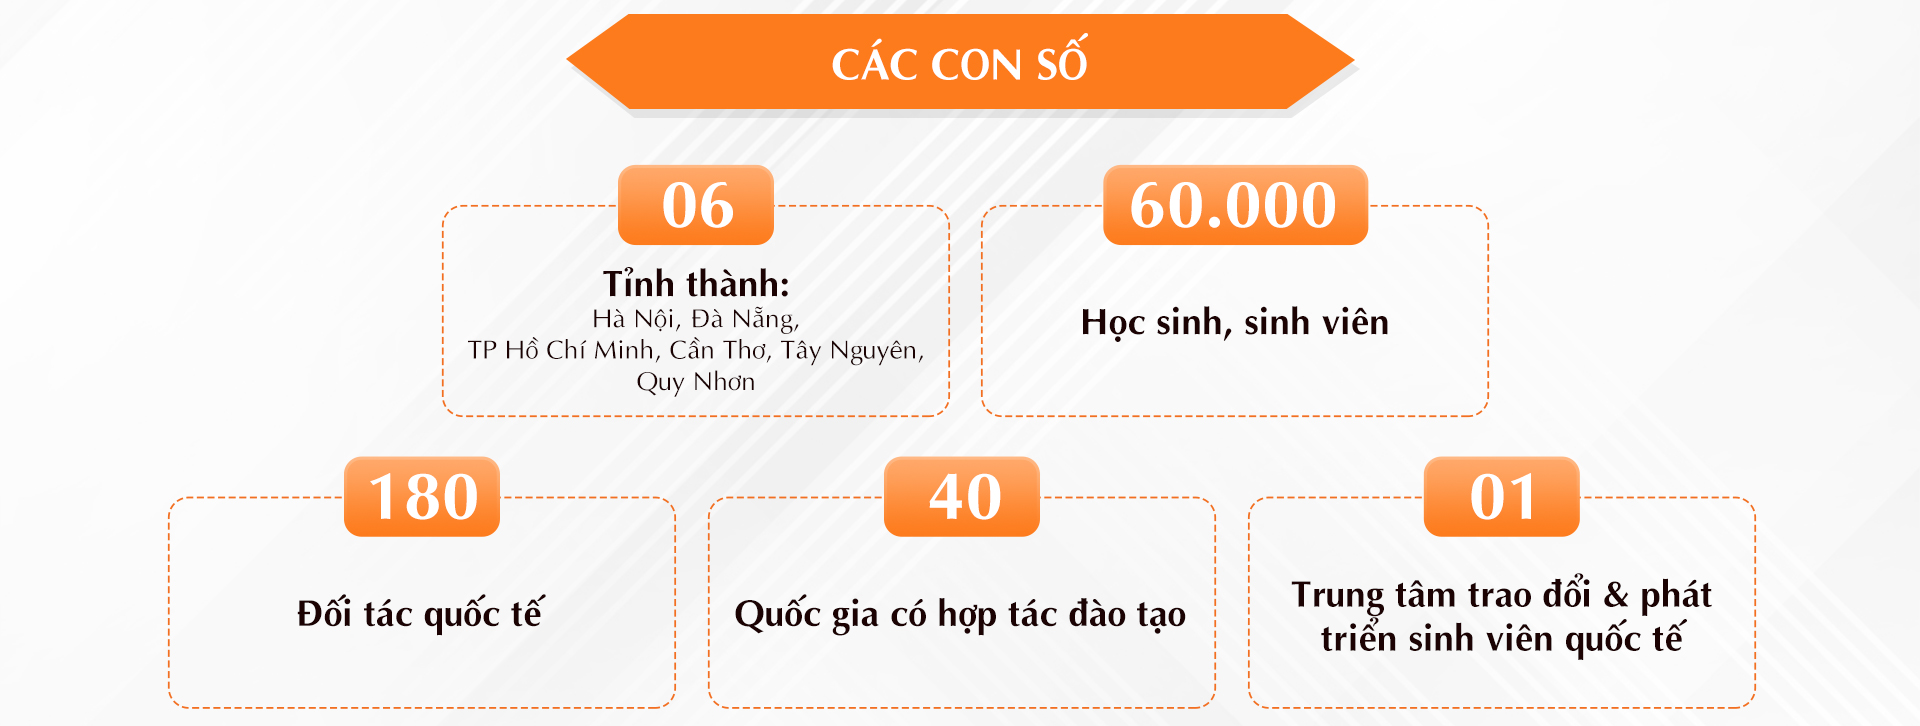 CÁC CON SỐ
06
Tỉnh thành:
Hà Nội, Đà Nẵng,
TP Hồ Chí Minh, Cần Thơ, Tây Nguyên,
Quy Nhơn
60.000
Học sinh, sinh viên
180
Đối tác quốc tế
40
Quốc gia có hợp tác đào tạo
01
Trung tâm trao đổi & phát
triển sinh viên quốc tế